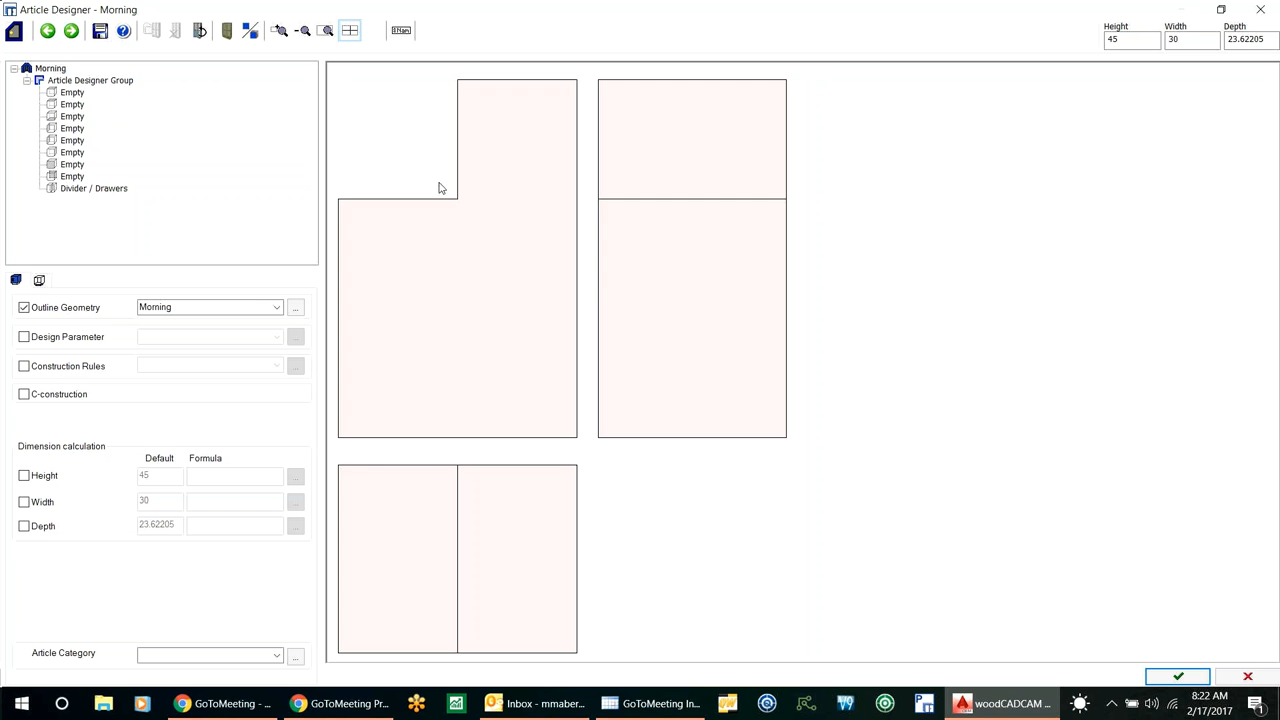 Article Designer - Morning
Height Width Depth
45 30 23.62205
Morning
Article Designer Group
Empty
Empty
Empty
Empty
Empty
Empty
Empty
Empty
Divider / Drawers
Outline Geometry Morning ...
Design Parameter ...
Construction Rules ...
C-construction
Dimension calculation
Default Formula
Height 45 ...
Width 30 ...
Depth 23.62205 ...
Article Category ...
GoToMeeting - ... GoToMeeting Pr... Inbox - mmaber... GoToMeeting In... woodCADCAM ... 8:22 AM
2/17/2017